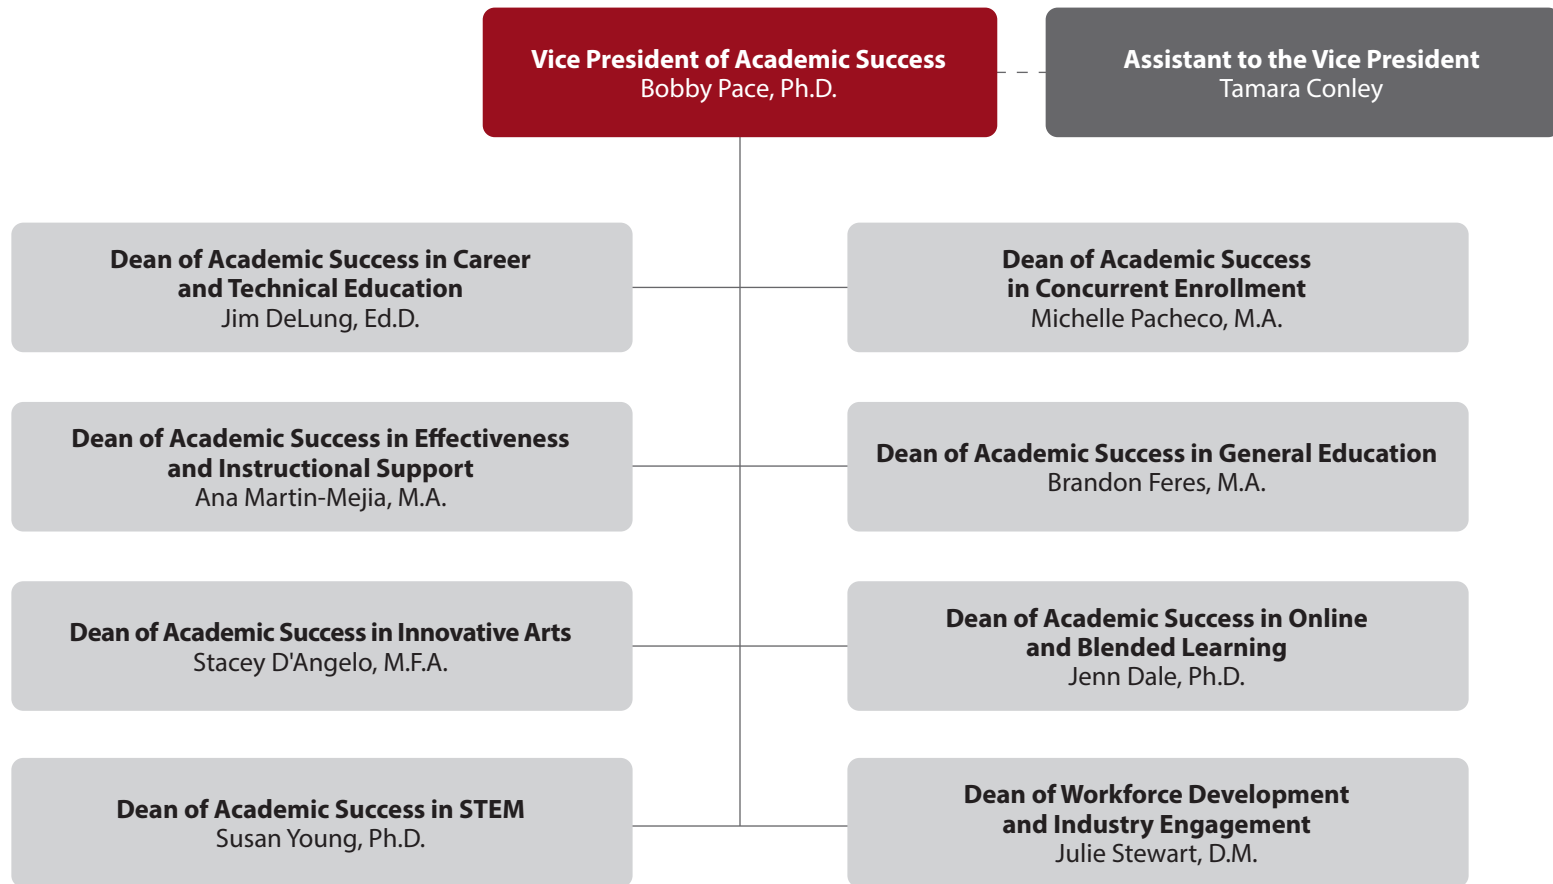 Vice President of Academic Success
Bobby Pace, Ph.D.
Assistant to the Vice President
Tamara Conley
Dean of Academic Success in Career
and Technical Education
Jim DeLung, Ed.D.
Dean of Academic Success
in Concurrent Enrollment
Michelle Pacheco, M.A.
Dean of Academic Success in Effectiveness
and Instructional Support
Ana Martin-Mejia, M.A.
Dean of Academic Success in General Education
Brandon Feres, M.A.
Dean of Academic Success in Innovative Arts
Stacey D'Angelo, M.F.A.
Dean of Academic Success in Online
and Blended Learning
Jenn Dale, Ph.D.
Dean of Academic Success in STEM
Susan Young, Ph.D.
Dean of Workforce Development
and Industry Engagement
Julie Stewart, D.M.